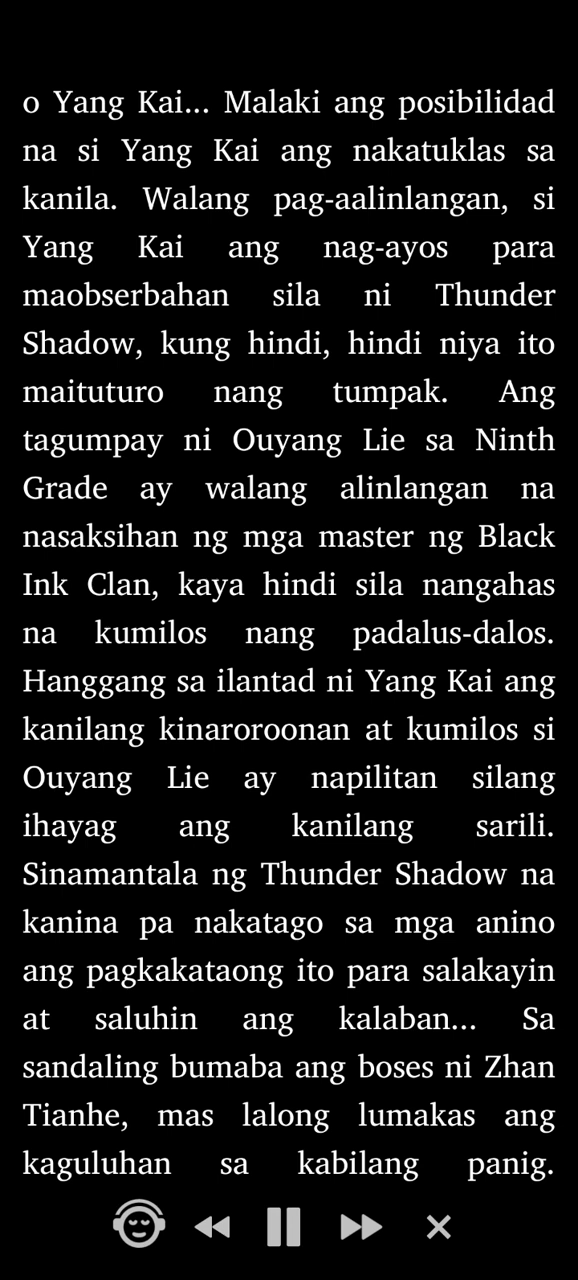 o Yang Kai... Malaki ang posibilidad
na si Yang Kai ang nakatuklas sa
kanila. Walang pag-aalinlangan, si
Yang Kai ang nag-ayos para
maobserbahan sila ni Thunder
Shadow, kung hindi, hindi niya ito
maituturo nang tumpak. Ang
tagumpay ni Ouyang Lie sa Ninth
Grade ay walang alinlangan na
nasaksihan ng mga master ng Black
Ink Clan, kaya hindi sila nangahas
na kumilos nang padalus-dalos.
Hanggang sa ilantad ni Yang Kai ang
kanilang kinaroroonan at kumilos si
Ouyang Lie ay napilitan silang
ihayag ang kanilang sarili.
Sinamantala ng Thunder Shadow na
kanina pa nakatago sa mga anino
ang pagkakataong ito para salakayin
at saluhin ang kalaban... Sa
sandaling bumaba ang boses ni Zhan
Tianhe, mas lalong lumakas ang
kaguluhan sa kabilang panig.